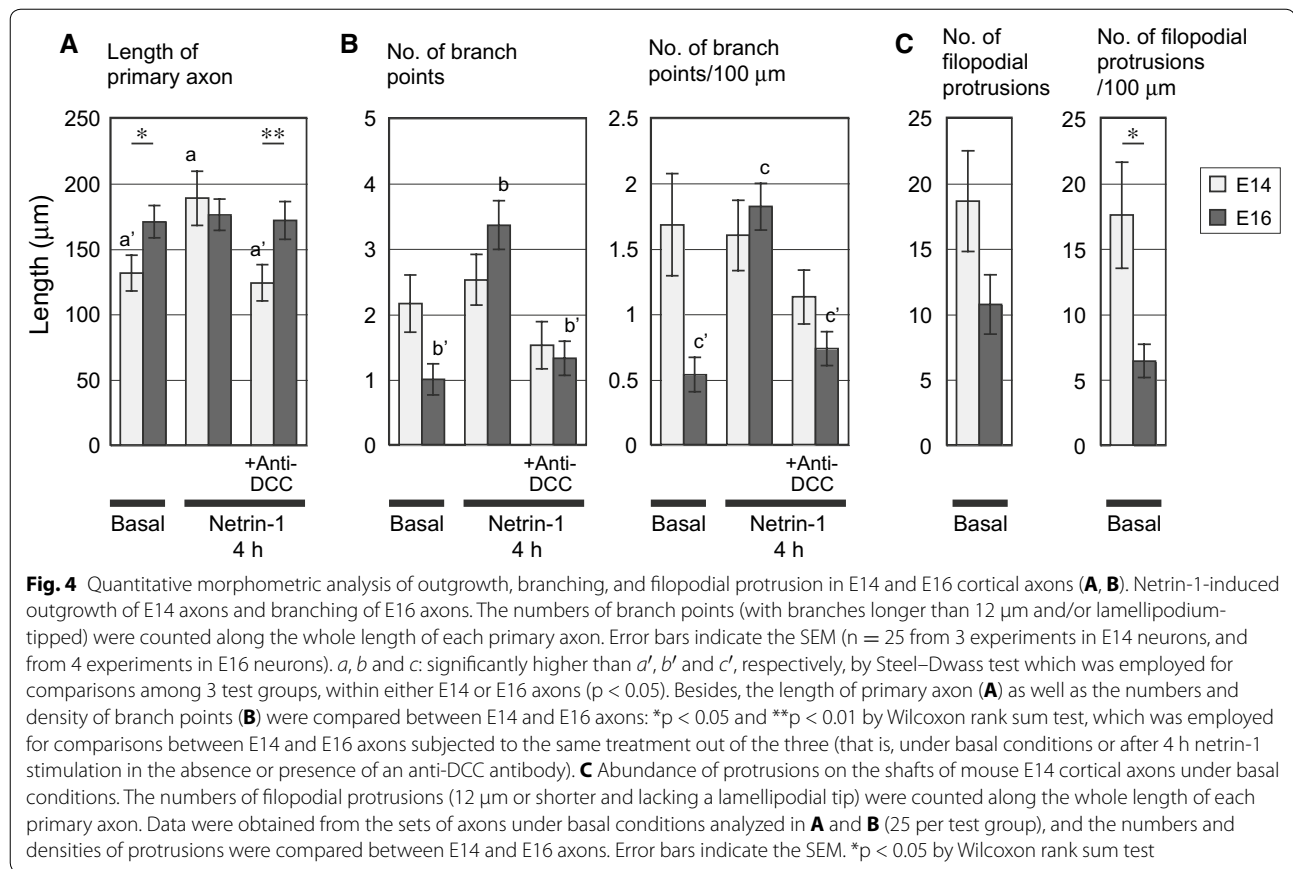 A
Length of
primary axon
Length (μm)
250
200
150
100
50
0
*
**
a'
a
a'
+Anti-
DCC
Basal
Netrin-1
4 h
B
No. of branch
points
5
4
3
2
1
0
b'
b
b'
+Anti-
DCC
Basal
Netrin-1
4 h
No. of branch
points/100 μm
2.5
2
1.5
1
0.5
0
c'
c
c'
+Anti-
DCC
Basal
Netrin-1
4 h
C
No. of
filopodial
protrusions
25
20
15
10
5
0
Basal
No. of filopodial
protrusions
/100 μm
25
20
15
10
5
0
*
Basal
E14
E16
Fig. 4 Quantitative morphometric analysis of outgrowth, branching, and filopodial protrusion in E14 and E16 cortical axons (A, B). Netrin-1-induced
outgrowth of E14 axons and branching of E16 axons. The numbers of branch points (with branches longer than 12 μm and/or lamellipodium-
tipped) were counted along the whole length of each primary axon. Error bars indicate the SEM (n = 25 from 3 experiments in E14 neurons, and
from 4 experiments in E16 neurons). a, b and c: significantly higher than a′, b′ and c′, respectively, by Steel–Dwass test which was employed for
comparisons among 3 test groups, within either E14 or E16 axons (p < 0.05). Besides, the length of primary axon (A) as well as the numbers and
density of branch points (B) were compared between E14 and E16 axons: *p < 0.05 and **p < 0.01 by Wilcoxon rank sum test, which was employed
for comparisons between E14 and E16 axons subjected to the same treatment out of the three (that is, under basal conditions or after 4 h netrin-1
stimulation in the absence or presence of an anti-DCC antibody). C Abundance of protrusions on the shafts of mouse E14 cortical axons under basal
conditions. The numbers of filopodial protrusions (12 μm or shorter and lacking a lamellipodial tip) were counted along the whole length of each
primary axon. Data were obtained from the sets of axons under basal conditions analyzed in A and B (25 per test group), and the numbers and
densities of protrusions were compared between E14 and E16 axons. Error bars indicate the SEM. *p < 0.05 by Wilcoxon rank sum test